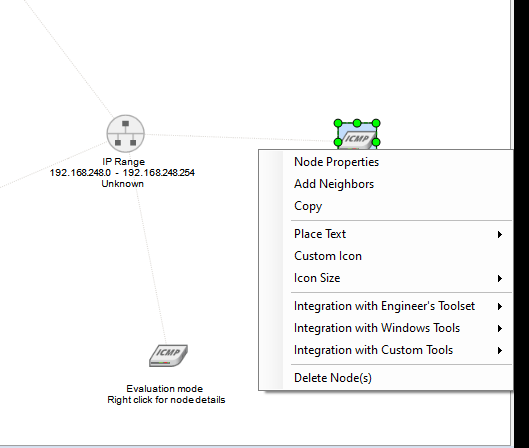 ICMP
IP Range
192.168.248.0 - 192.168.248.254
Unknown
Node Properties
Add Neighbors
Copy
Place Text
Custom Icon
Icon Size
Integration with Engineer's Toolset
Integration with Windows Tools
Integration with Custom Tools
Delete Node(s)
ICMP
Evaluation mode
Right click for node details